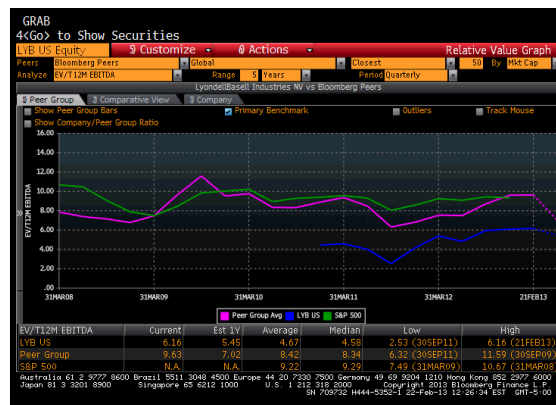 GRAB
4<Go> to Show Securities
LYB US Equity 5) Customize 6) Actions Relative Value Graph
Peers Bloomberg Peers Global Closest 50 By Mkt Cap
Analyze EV/T12M EBITDA Range 5 Years Period Quarterly
LyondellBasell Industries NV vs Bloomberg Peers
1) Peer Group 2) Comparative View 3) Company
Show Peer Group Bars Primary Benchmark Outliers Track Mouse
Show Company/Peer Group Ratio
16.00
14.00
12.00
10.00
8.00
6.00
4.00
2.00
.00
EV/T12M EBITDA
31MAR08 31MAR09 31MAR10 31MAR11 31MAR12 21FEB13
Peer Group Avg LYB US S&P 500
EV/T12M EBITDA Current Est 1Y Average Median Low High
LYB US 6.16 5.45 4.67 4.58 2.53 (30SEP11) 6.16 (21FEB13)
Peer Group 9.63 7.02 8.42 8.34 6.32 (30SEP11) 11.59 (30SEP09)
S&P 500 N.A. N.A. 9.22 9.29 7.49 (31MAR09) 10.67 (31MAR08)
Australia 61 2 9777 8600 Brazil 5511 3048 4500 Europe 44 20 7330 7500 Germany 49 69 9204 1210 Hong Kong 852 2977 6000
Japan 81 3 3201 8900 Singapore 65 6212 1000 U.S. 1 212 318 2000 Copyright 2013 Bloomberg Finance L.P.
SN 709732 H444-5352-1 22-Feb-13 12:26:34 EST GMT-5:00